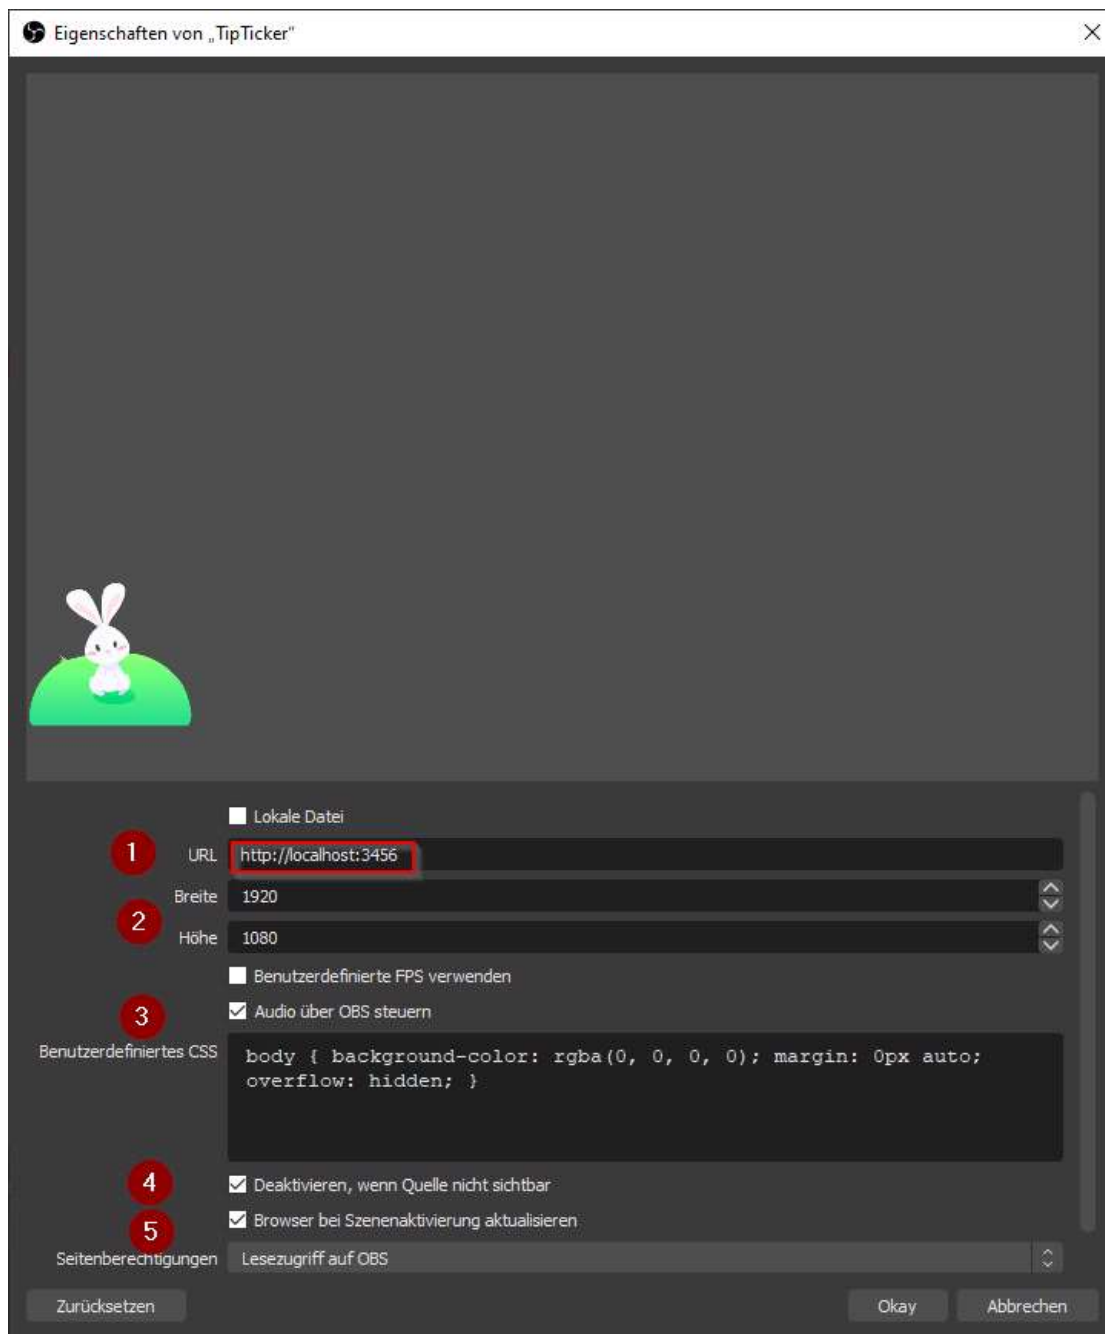 Eigenschaften von „TipTicker“
Lokale Datei
1 URL http://localhost:3456
Breite 1920
2
Höhe 1080
Benutzerdefinierte FPS verwenden
3 Audio über OBS steuern
Benutzerdefiniertes CSS body { background-color: rgba(0, 0, 0, 0); margin: 0px auto;
overflow: hidden; }
4 Deaktivieren, wenn Quelle nicht sichtbar
5 Browser bei Szenenaktivierung aktualisieren
Seitenberechtigungen Lesezugriff auf OBS
Zurücksetzen Okay Abbrechen